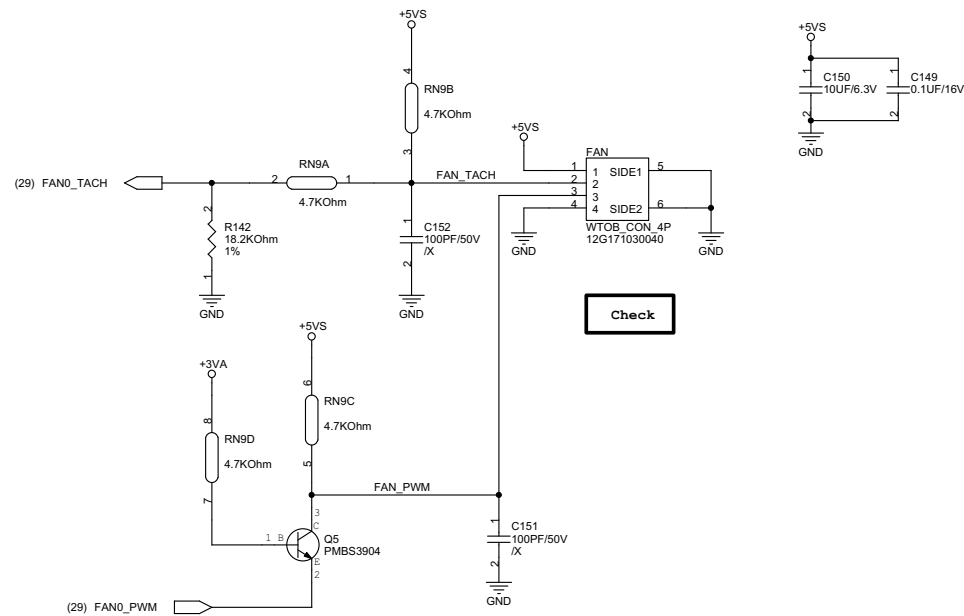 +5VS
4
RN9B
4.7KOhm
3
+5VS
1
C150
10UF/6.3V
2
1
C149
0.1UF/16V
2
GND
+5VS
FAN
1 1 SIDE1 5
2 2
3 3
4 4 SIDE2 6
WTOB_CON_4P
12G171030040
GND
GND
(29) FAN0_TACH
2 RN9A 1
4.7KOhm
FAN_TACH
2
R142
18.2KOhm
1%
1
GND
1
C152
100PF/50V
/X
2
GND
Check
+5VS
6
RN9C
4.7KOhm
5
+3VA
8
RN9D
4.7KOhm
7
FAN_PWM
3
C
1 B
Q5
PMBS3904
E
2
1
C151
100PF/50V
/X
2
GND
(29) FAN0_PWM